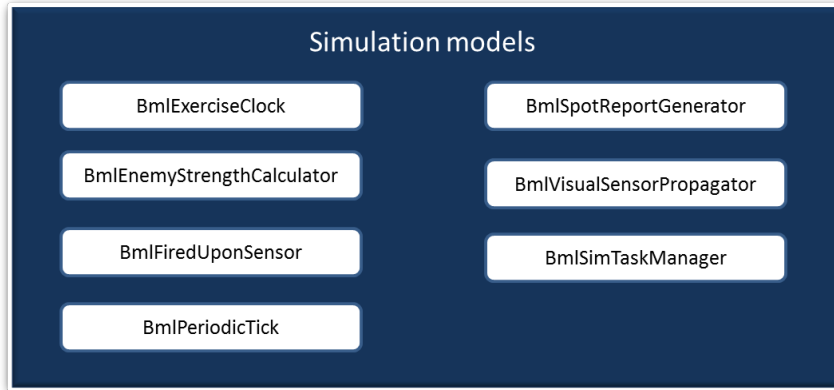 Simulation models
BmlExerciseClock
BmlEnemyStrengthCalculator
BmlFiredUponSensor
BmlPeriodicTick
BmlSpotReportGenerator
BmlVisualSensorPropagator
BmlSimTaskManager